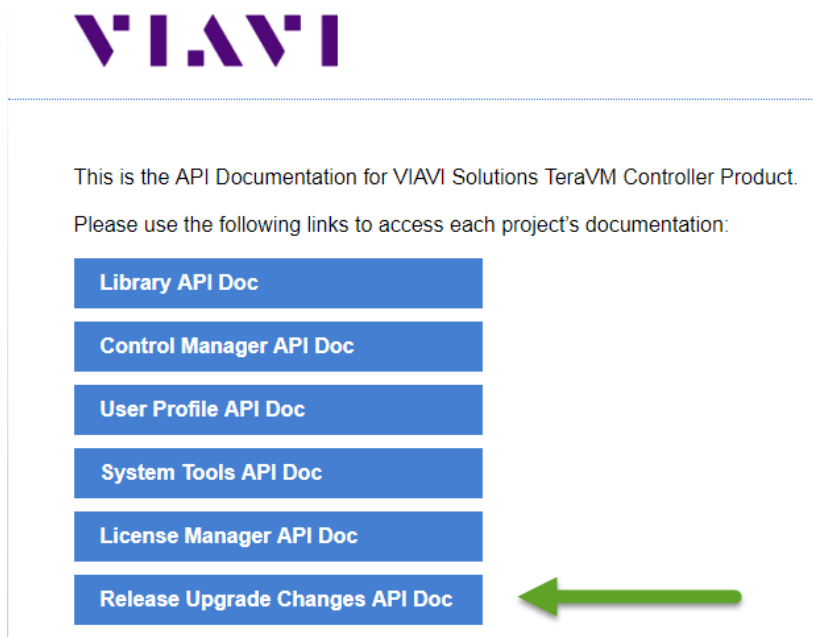 VIAVI
This is the API Documentation for VIAVI Solutions TeraVM Controller Product.
Please use the following links to access each project’s documentation:
Library API Doc
Control Manager API Doc
User Profile API Doc
System Tools API Doc
License Manager API Doc
Release Upgrade Changes API Doc